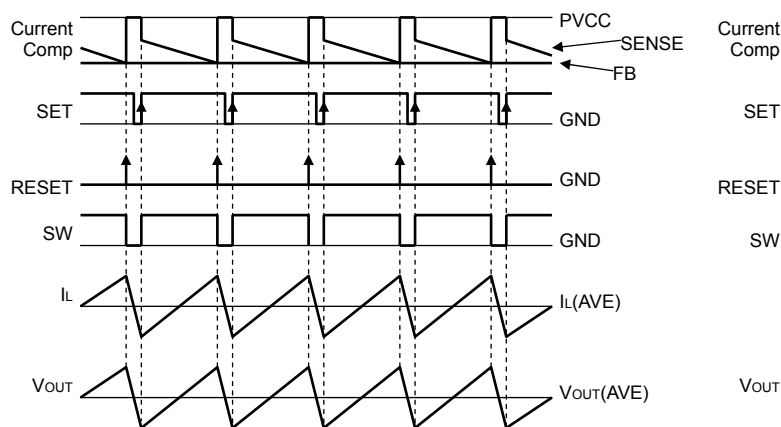 Current
Comp
PVCC
SENSE
FB
SET
GND
RESET
GND
SW
GND
IL
IL(AVE)
VOUT
VOUT(AVE)
Current
Comp
SET
RESET
SW
VOUT